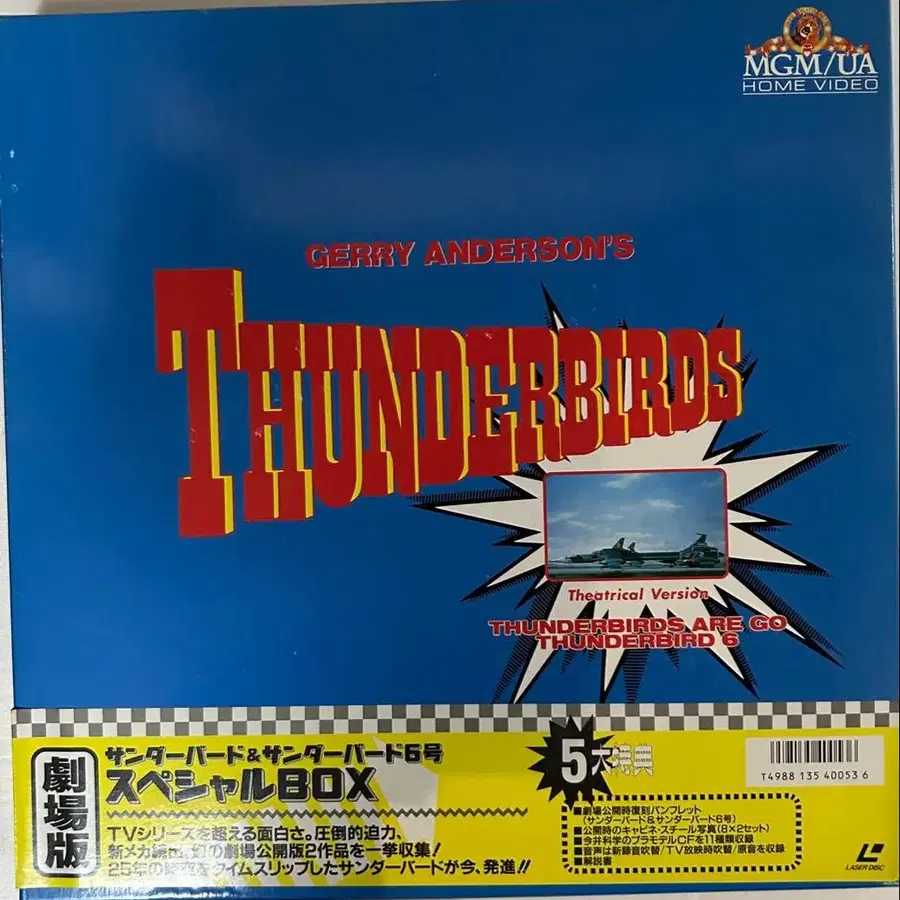 MGM/UA
HOME VIDEO
GERRY ANDERSON'S
THUNDERBIRDS
Theatrical Version
THUNDERBIRDS ARE GO
THUNDERBIRD 6
劇場版
サンダーバード&サンダーバード6号
スペシャルBOX
TVシリーズを超える面白さ。圧倒的迫力、
新メカ続出、幻の劇場公開版2作品を一挙収集!
25年の タイムスリップしたサンダーバードが今、発進!!
5大特典
■劇場公開時復刻パンフレット
(サンダーバード&サンダーバード6号)
■公開時のキャビネ・スチール写真(8×2セット)
■今井科学のプラモデルCFを11種類収録
■音声は新録音吹替/TV放映時吹替/原音を収録
■解説書
T4988 135 40053 6
LASER DISC